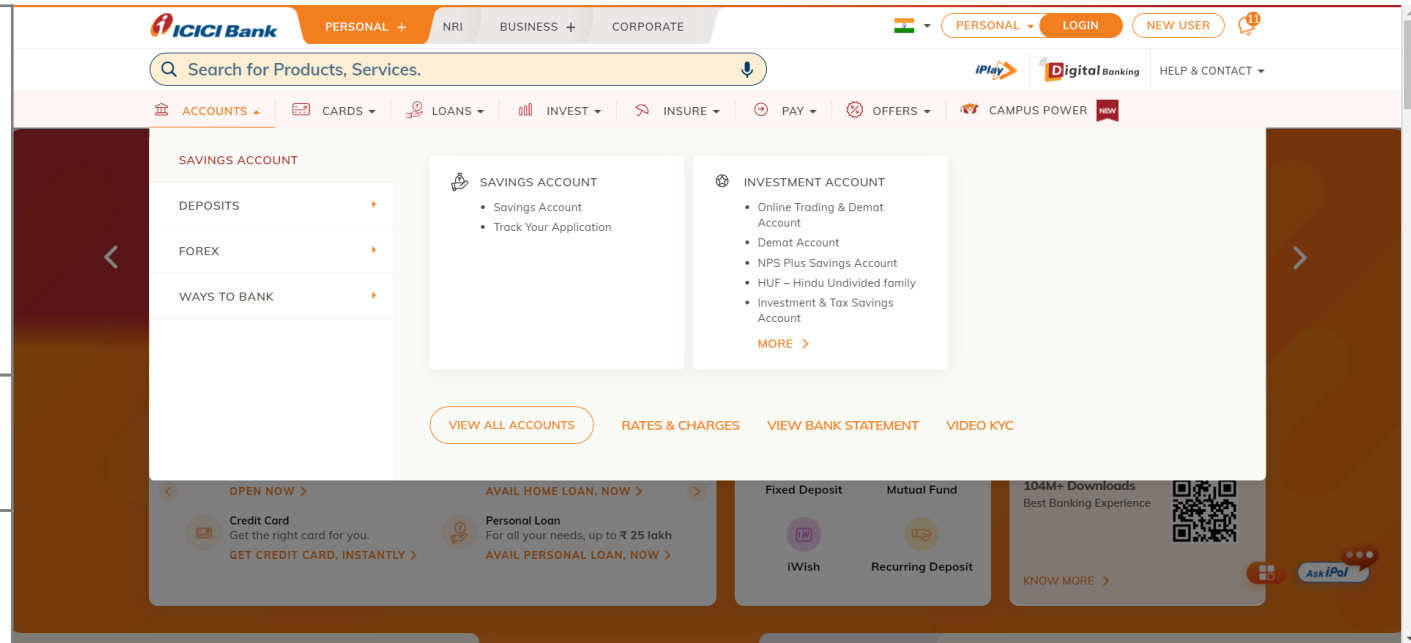 ICICI Bank
PERSONAL +
NRI
BUSINESS +
CORPORATE
PERSONAL
LOGIN
NEW USER
11
Search for Products, Services.
iPlay
Digital Banking
HELP & CONTACT
ACCOUNTS
CARDS
LOANS
INVEST
INSURE
PAY
OFFERS
CAMPUS POWER
NEW
SAVINGS ACCOUNT
DEPOSITS
FOREX
WAYS TO BANK
SAVINGS ACCOUNT
• Savings Account
• Track Your Application
INVESTMENT ACCOUNT
• Online Trading & Demat
Account
• Demat Account
• NPS Plus Savings Account
• HUF – Hindu Undivided family
• Investment & Tax Savings
Account
MORE >
VIEW ALL ACCOUNTS
RATES & CHARGES
VIEW BANK STATEMENT
VIDEO KYC
OPEN NOW >
AVAIL HOME LOAN, NOW >
Credit Card
Get the right card for you.
GET CREDIT CARD, INSTANTLY >
Personal Loan
For all your needs, up to ₹ 25 lakh
AVAIL PERSONAL LOAN, NOW >
Fixed Deposit
Mutual Fund
iWish
Recurring Deposit
104M+ Downloads
Best Banking Experience
KNOW MORE >
Ask iPal